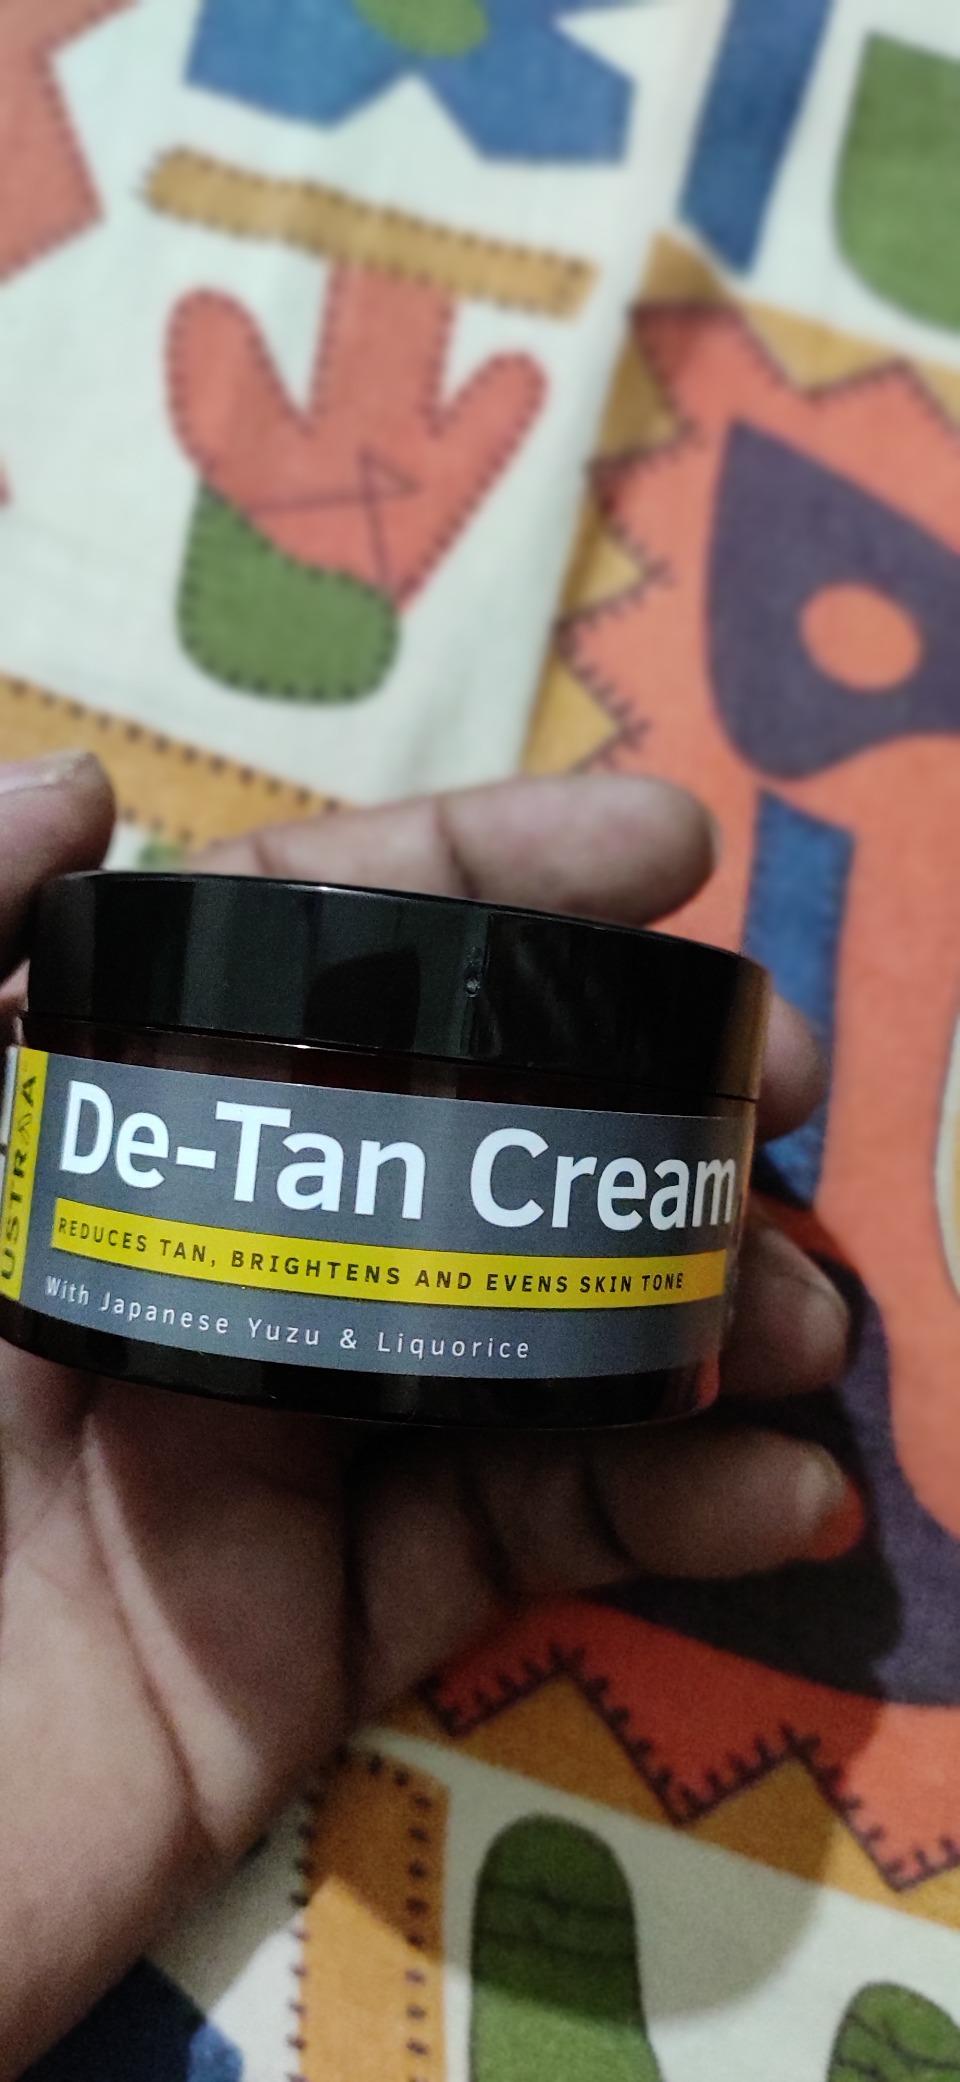 USTRAA
De-Tan Cream
REDUCES TAN, BRIGHTENS AND EVENS SKIN TONE
With Japanese Yuzu & Liquorice